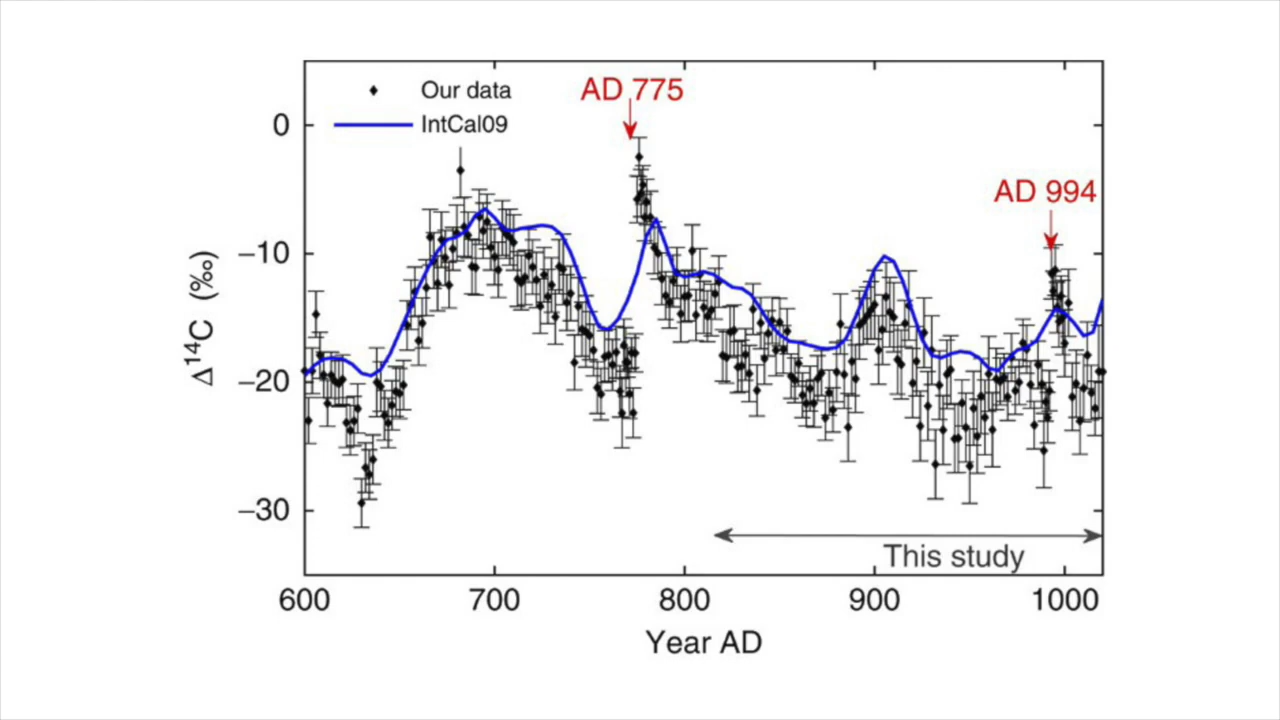 Our data
IntCal09
AD 775
AD 994
0
−10
−20
−30
Δ¹⁴C (‰)
This study
600 700 800 900 1000
Year AD